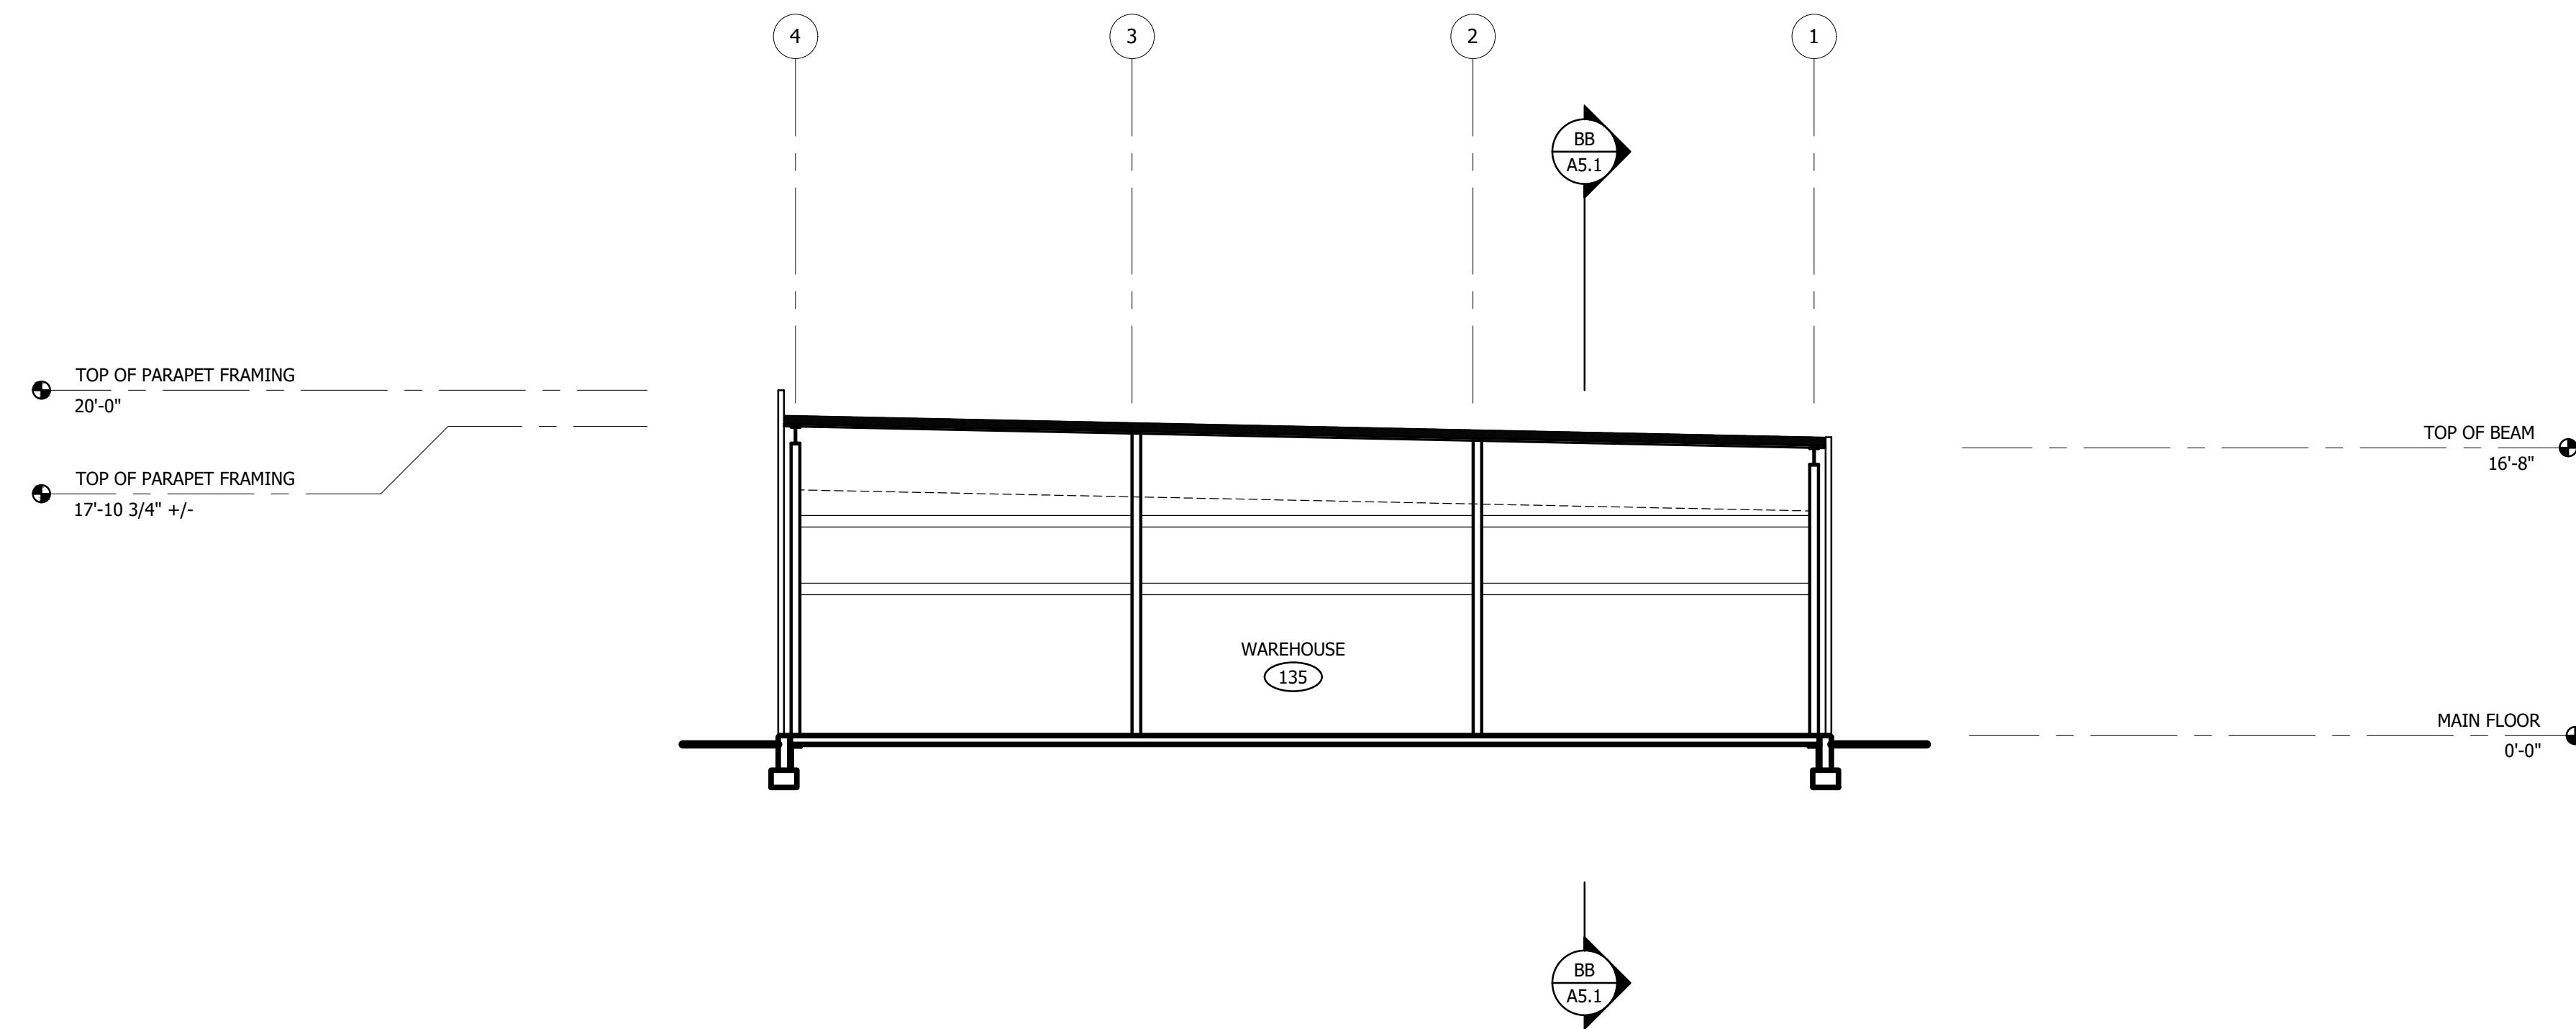 4
3
2
1
BB
A5.1
TOP OF PARAPET FRAMING
20'-0"
TOP OF BEAM
16'-8"
TOP OF PARAPET FRAMING
17'-10 3/4" +/-
WAREHOUSE
135
MAIN FLOOR
0'-0"
BB
A5.1